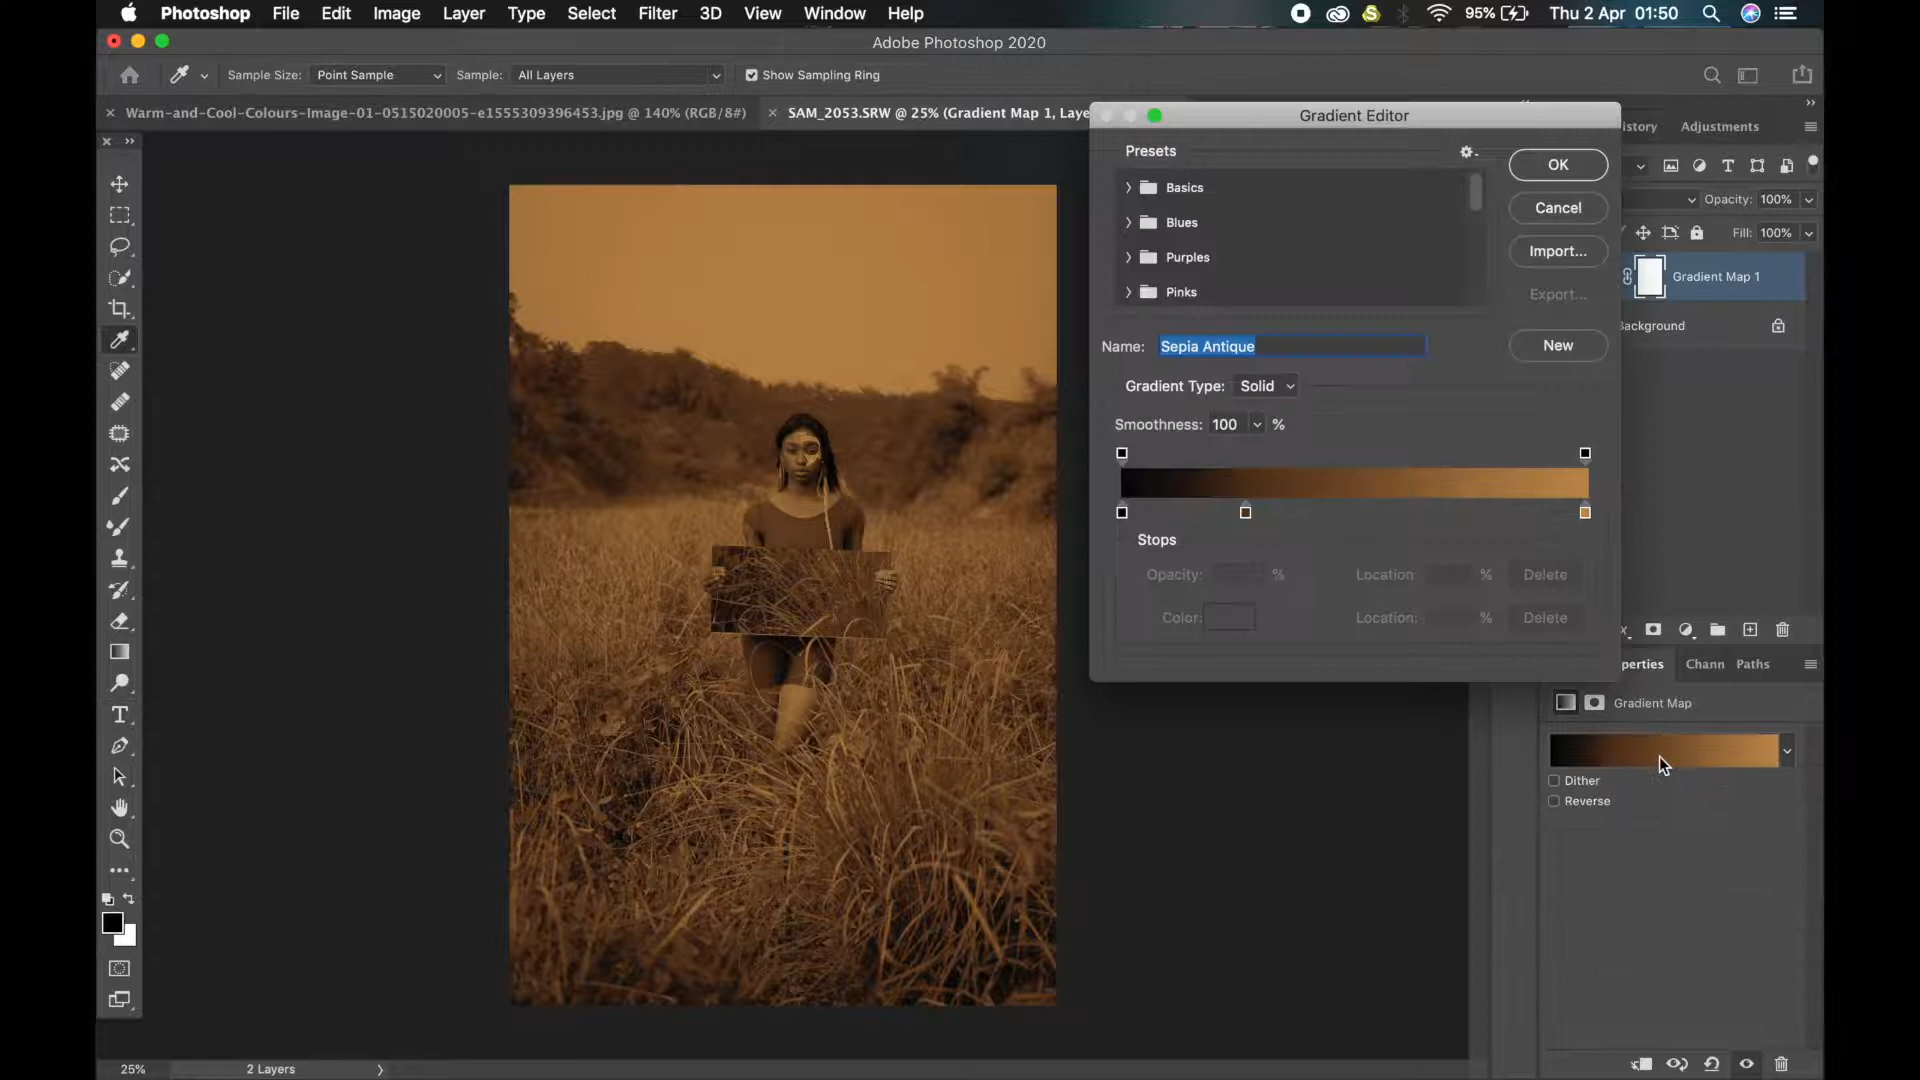 Photoshop File Edit Image Layer Type Select Filter 3D View Window Help 95% Thu 2 Apr 01:50
Adobe Photoshop 2020
Sample Size: Point Sample Sample: All Layers Show Sampling Ring
Warm-and-Cool-Colours-Image-01-0515020005-e1555309396453.jpg @ 140% (RGB/8#) SAM_2053.SRW @ 25% (Gradient Map 1, Laye
Gradient Editor
istory Adjustments
Presets
Basics
Blues
Purples
Pinks
OK
Cancel
Import...
Export...
Name: Sepia Antique
New
Gradient Type: Solid
Smoothness: 100 %
Stops
Opacity: % Location: % Delete
Color: Location: % Delete
Opacity: 100%
Fill: 100%
Gradient Map 1
Background
perties Chann Paths
Gradient Map
Dither
Reverse
25% 2 Layers